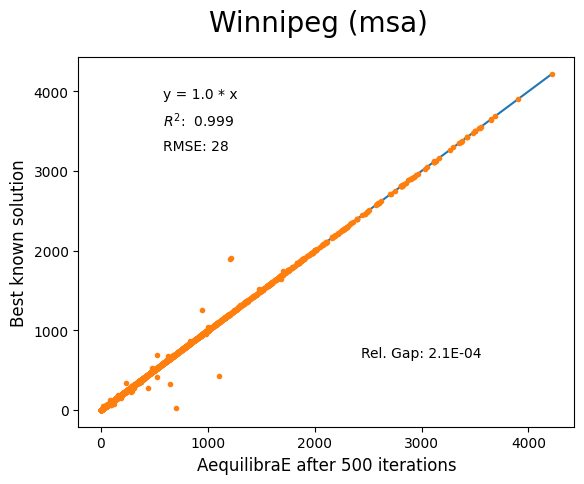 Winnipeg (msa)
y = 1.0 * x
R²: 0.999
RMSE: 28
Rel. Gap: 2.1E-04
Best known solution
4000
3000
2000
1000
0
0 1000 2000 3000 4000
AequilibraE after 500 iterations